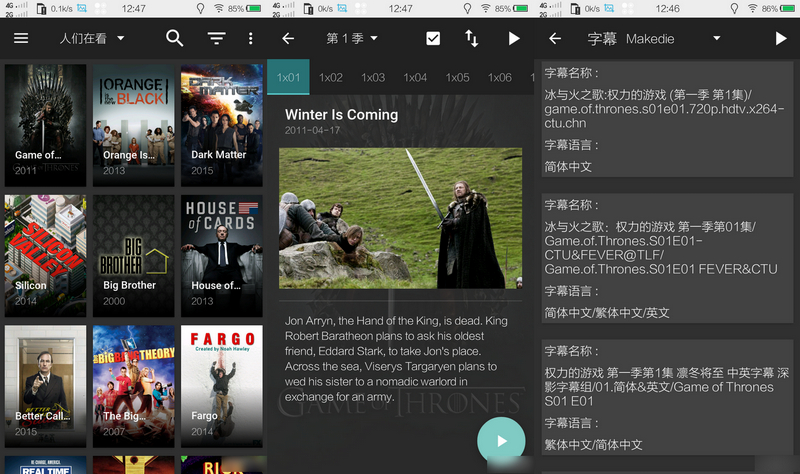 4G
2G
0.1k/s
12:47
85%
人们在看
ORANGE
IS THE NEW
BLACK
DARK
MATTER
Game of...
2011
Orange Is...
2013
Dark Matter
2015
SILICON
VALLEY
BIG
BROTHER
HOUSE
of CARDS
Silicon
2014
Big Brother
2000
House of...
2013
BIG BANG THEORY
FARGO
Created by Noah Hawley
Better Call...
2015
The Big...
2007
Fargo
2014
REAL TIME
RICK
4G
2G
0k/s
12:47
85%
第 1 季
1x01
1x02
1x03
1x04
1x05
1x06
Winter Is Coming
2011-04-17
Jon Arryn, the Hand of the King, is dead. King
Robert Baratheon plans to ask his oldest
friend, Eddard Stark, to take Jon's place.
Across the sea, Viserys Targaryen plans to
wed his sister to a nomadic warlord in
exchange for an army.
GAME OF THRONES
4G
2G
0k/s
12:46
86%
字幕 Makedie
字幕名称 :
冰与火之歌:权力的游戏 (第一季 第1集)/
game.of.thrones.s01e01.720p.hdtv.x264-
ctu.chn
字幕语言 :
简体中文
字幕名称 :
冰与火之歌：权力的游戏 第一季第01集/
Game.of.Thrones.S01E01-
CTU&FEVER@TLF/
Game.of.Thrones.S01E01 FEVER&CTU
字幕语言 :
简体中文/繁体中文/英文
字幕名称 :
权力的游戏 第一季第1集 凛冬将至 中英字幕 深
影字幕组/01.简体&英文/Game of Thrones
S01 E01
字幕语言 :
繁体中文/简体中文